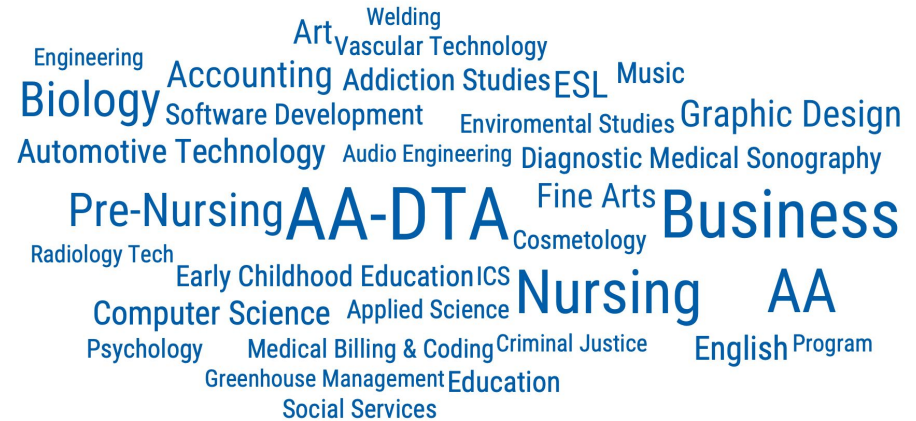 Welding
Art
Vascular Technology
Engineering
Accounting
Addiction Studies
ESL
Music
Biology
Software Development
Enviromental Studies
Graphic Design
Automotive Technology
Audio Engineering
Diagnostic Medical Sonography
Pre-Nursing
AA-DTA
Fine Arts
Business
Cosmetology
Radiology Tech
Early Childhood Education
ICS
Nursing
AA
Computer Science
Applied Science
Psychology
Medical Billing & Coding
Criminal Justice
English
Program
Greenhouse Management
Education
Social Services